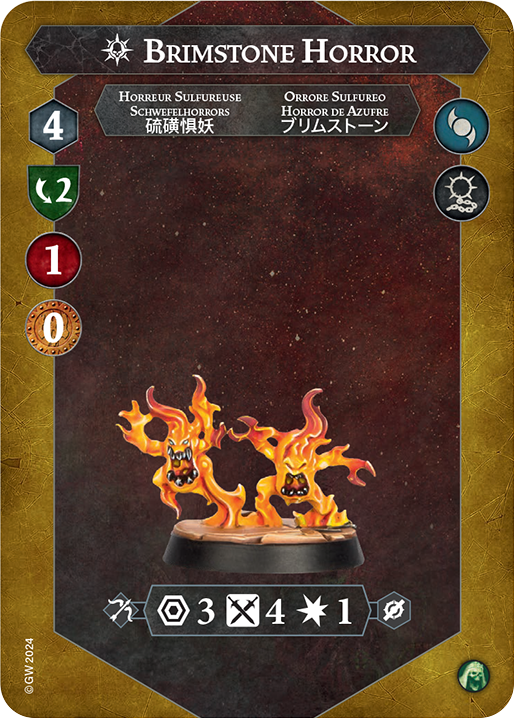 BRIMSTONE HORROR
HORREUR SULFUREUSE
SCHWEFELHORRORS
硫磺惧妖
ORRORE SULFUREO
HORROR DE AZUFRE
ブリムストーン
4
2
1
0
3 4 1
©GW 2024